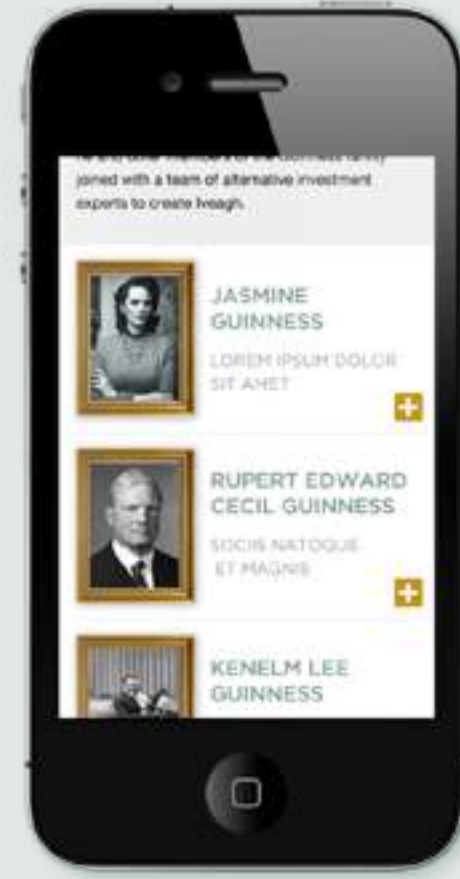 joined with a team of alternative investment
experts to create Iveagh.
JASMINE
GUINNESS
LOREM IPSUM DOLOR
SIT AMET
RUPERT EDWARD
CECIL GUINNESS
SOCIIS NATOQUE
ET MAGNIS
KENELM LEE
GUINNESS